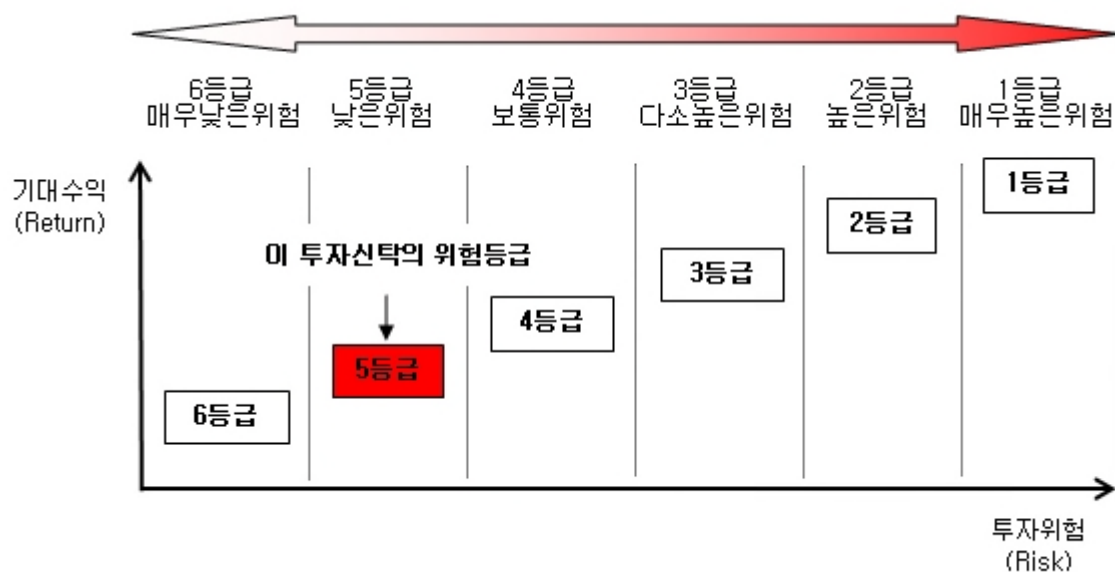 6등급 5등급 4등급 3등급 2등급 1등급
매우낮은위험 낮은위험 보통위험 다소높은위험 높은위험 매우높은위험
기대수익
(Return)
1등급
2등급
이 투자신탁의 위험등급
3등급
4등급
5등급
6등급
투자위험
(Risk)